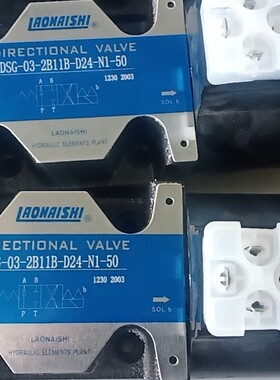 LAONAISHI
DIRECTIONAL VALVE
DSG-03-2B11B-D24-N1-50
1230 2003
A B
b
P T
SOL b
LAONAISHI
HYDRAULIC ELEMENTS PLANT
LAONAISHI
®
RECTIONAL VALVE
-03-2B11B-D24-N1-50
1230 2003
A B
b
P T
SOL b
LAONAISHI
HYDRAULIC ELEMENTS PLANT